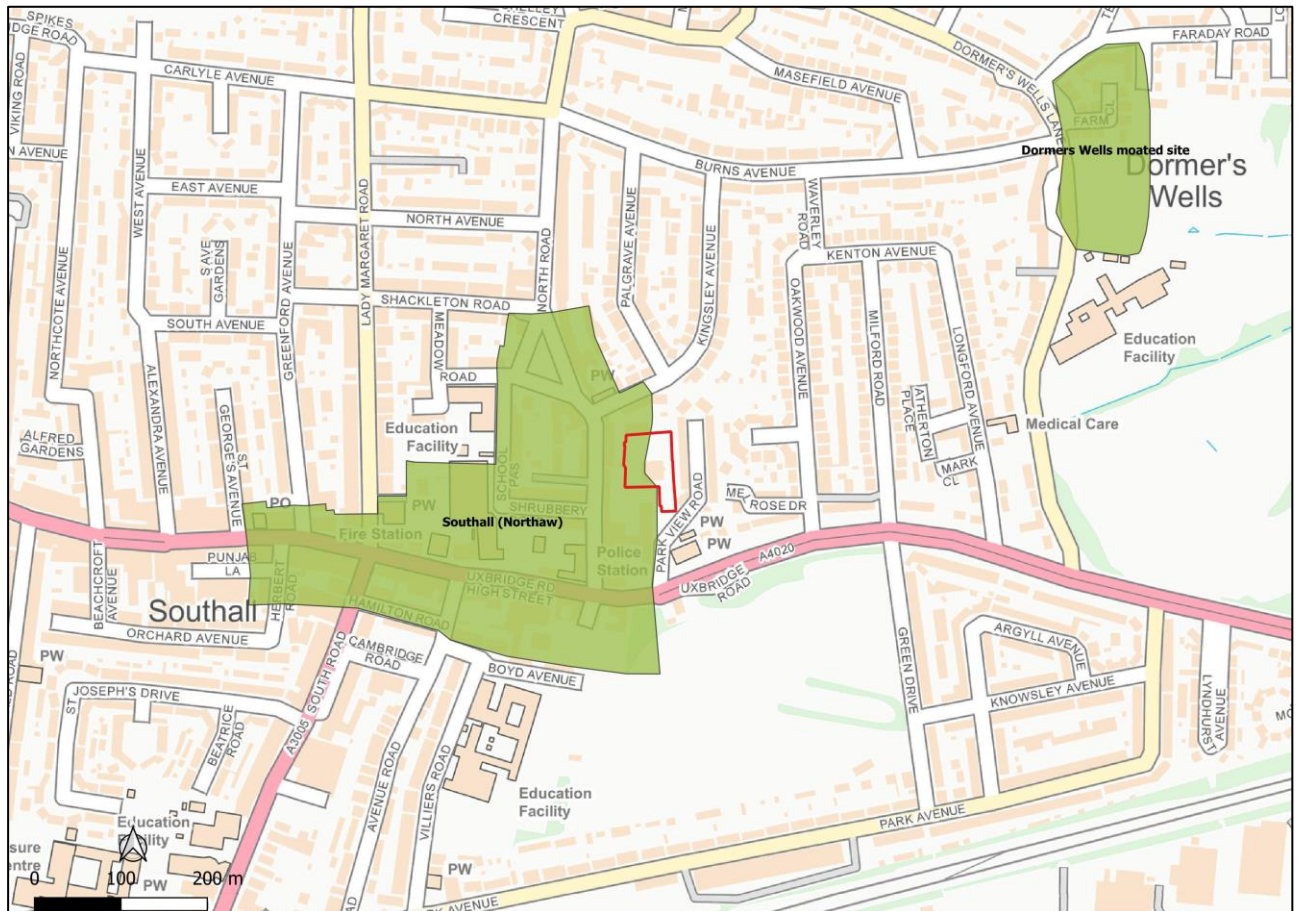 SPIKES
DGE ROAD
VIKING ROAD
CARLYLE AVENUE
N AVENUE
WEST AVENUE
EAST AVENUE
NORTHCOTE AVENUE
S AVE
GARDENS
SOUTH AVENUE
GREENFORD AVENUE
LADY MARGARET ROAD
NORTH AVENUE
NORTH ROAD
SHACKLETON ROAD
MEADOW
ROAD
CRESCENT
MASEFIELD AVENUE
DORMER'S WELLS LANE
FARADAY ROAD
FARM CL
Dormers Wells moated site
Dormer's
Wells
BURNS AVENUE
PALGRAVE AVENUE
KINGSLEY AVENUE
WAVERLEY
ROAD
KENTON AVENUE
OAKWOOD AVENUE
MILFORD ROAD
LONGFORD AVENUE
ATHERTON
PLACE
MARK
CL
Education
Facility
Medical Care
ALFRED
GARDENS
ALEXANDRA AVENUE
ST
GEORGE'S AVENUE
Education
Facility
PW
SCHOOL
PAS
SHRUBBERY
PO
PW
Fire Station
Southall (Northaw)
Police
Station
PARK VIEW ROAD
PW
PW
MELROSE DR
A4020
UXBRIDGE
ROAD
UXBRIDGE RD
HIGH STREET
BEACHCROFT
AVENUE
PUNJAB
LA
HERBERT
ROAD
Southall
HAMILTON ROAD
ORCHARD AVENUE
CAMBRIDGE
ROAD
BOYD AVENUE
PW
ST JOSEPH'S DRIVE
BEATRICE
ROAD
A3005 SOUTH ROAD
AVENUE ROAD
VILLIERS ROAD
Education
Facility
GREEN DRIVE
ARGYLL AVENUE
KNOWSLEY AVENUE
LYNDHURST
AVENUE
PARK AVENUE
Education
Facility
PW
PW
K AVENUE
0 100 200 m